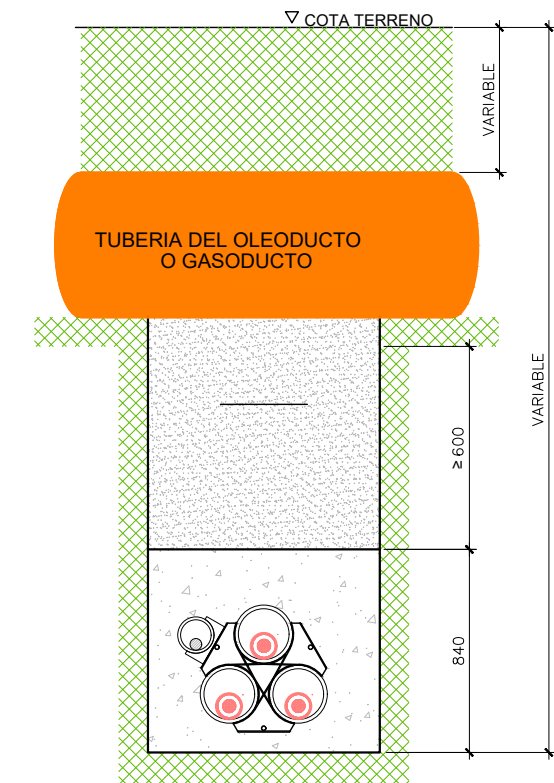 COTA TERRENO
VARIABLE
TUBERIA DEL OLEODUCTO
O GASODUCTO
VARIABLE
≥600
840